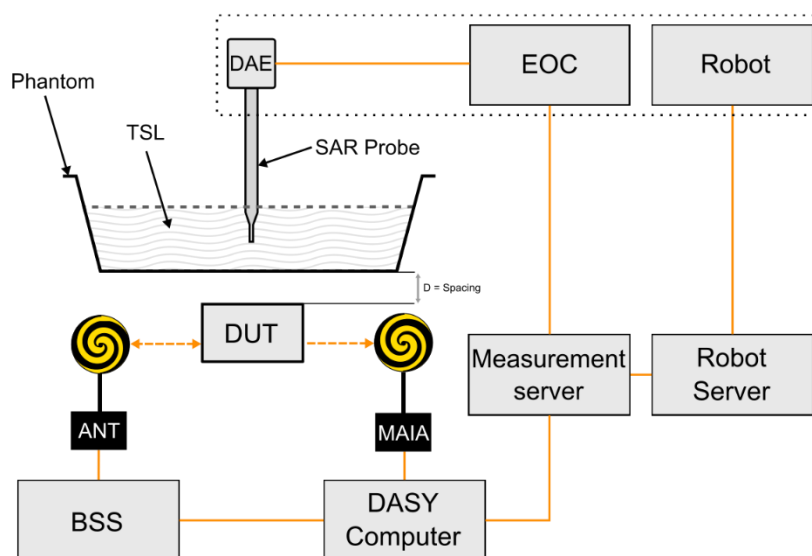 DAE
EOC
Robot
Phantom
TSL
SAR Probe
D = Spacing
DUT
Measurement
server
Robot
Server
ANT
MAIA
BSS
DASY
Computer